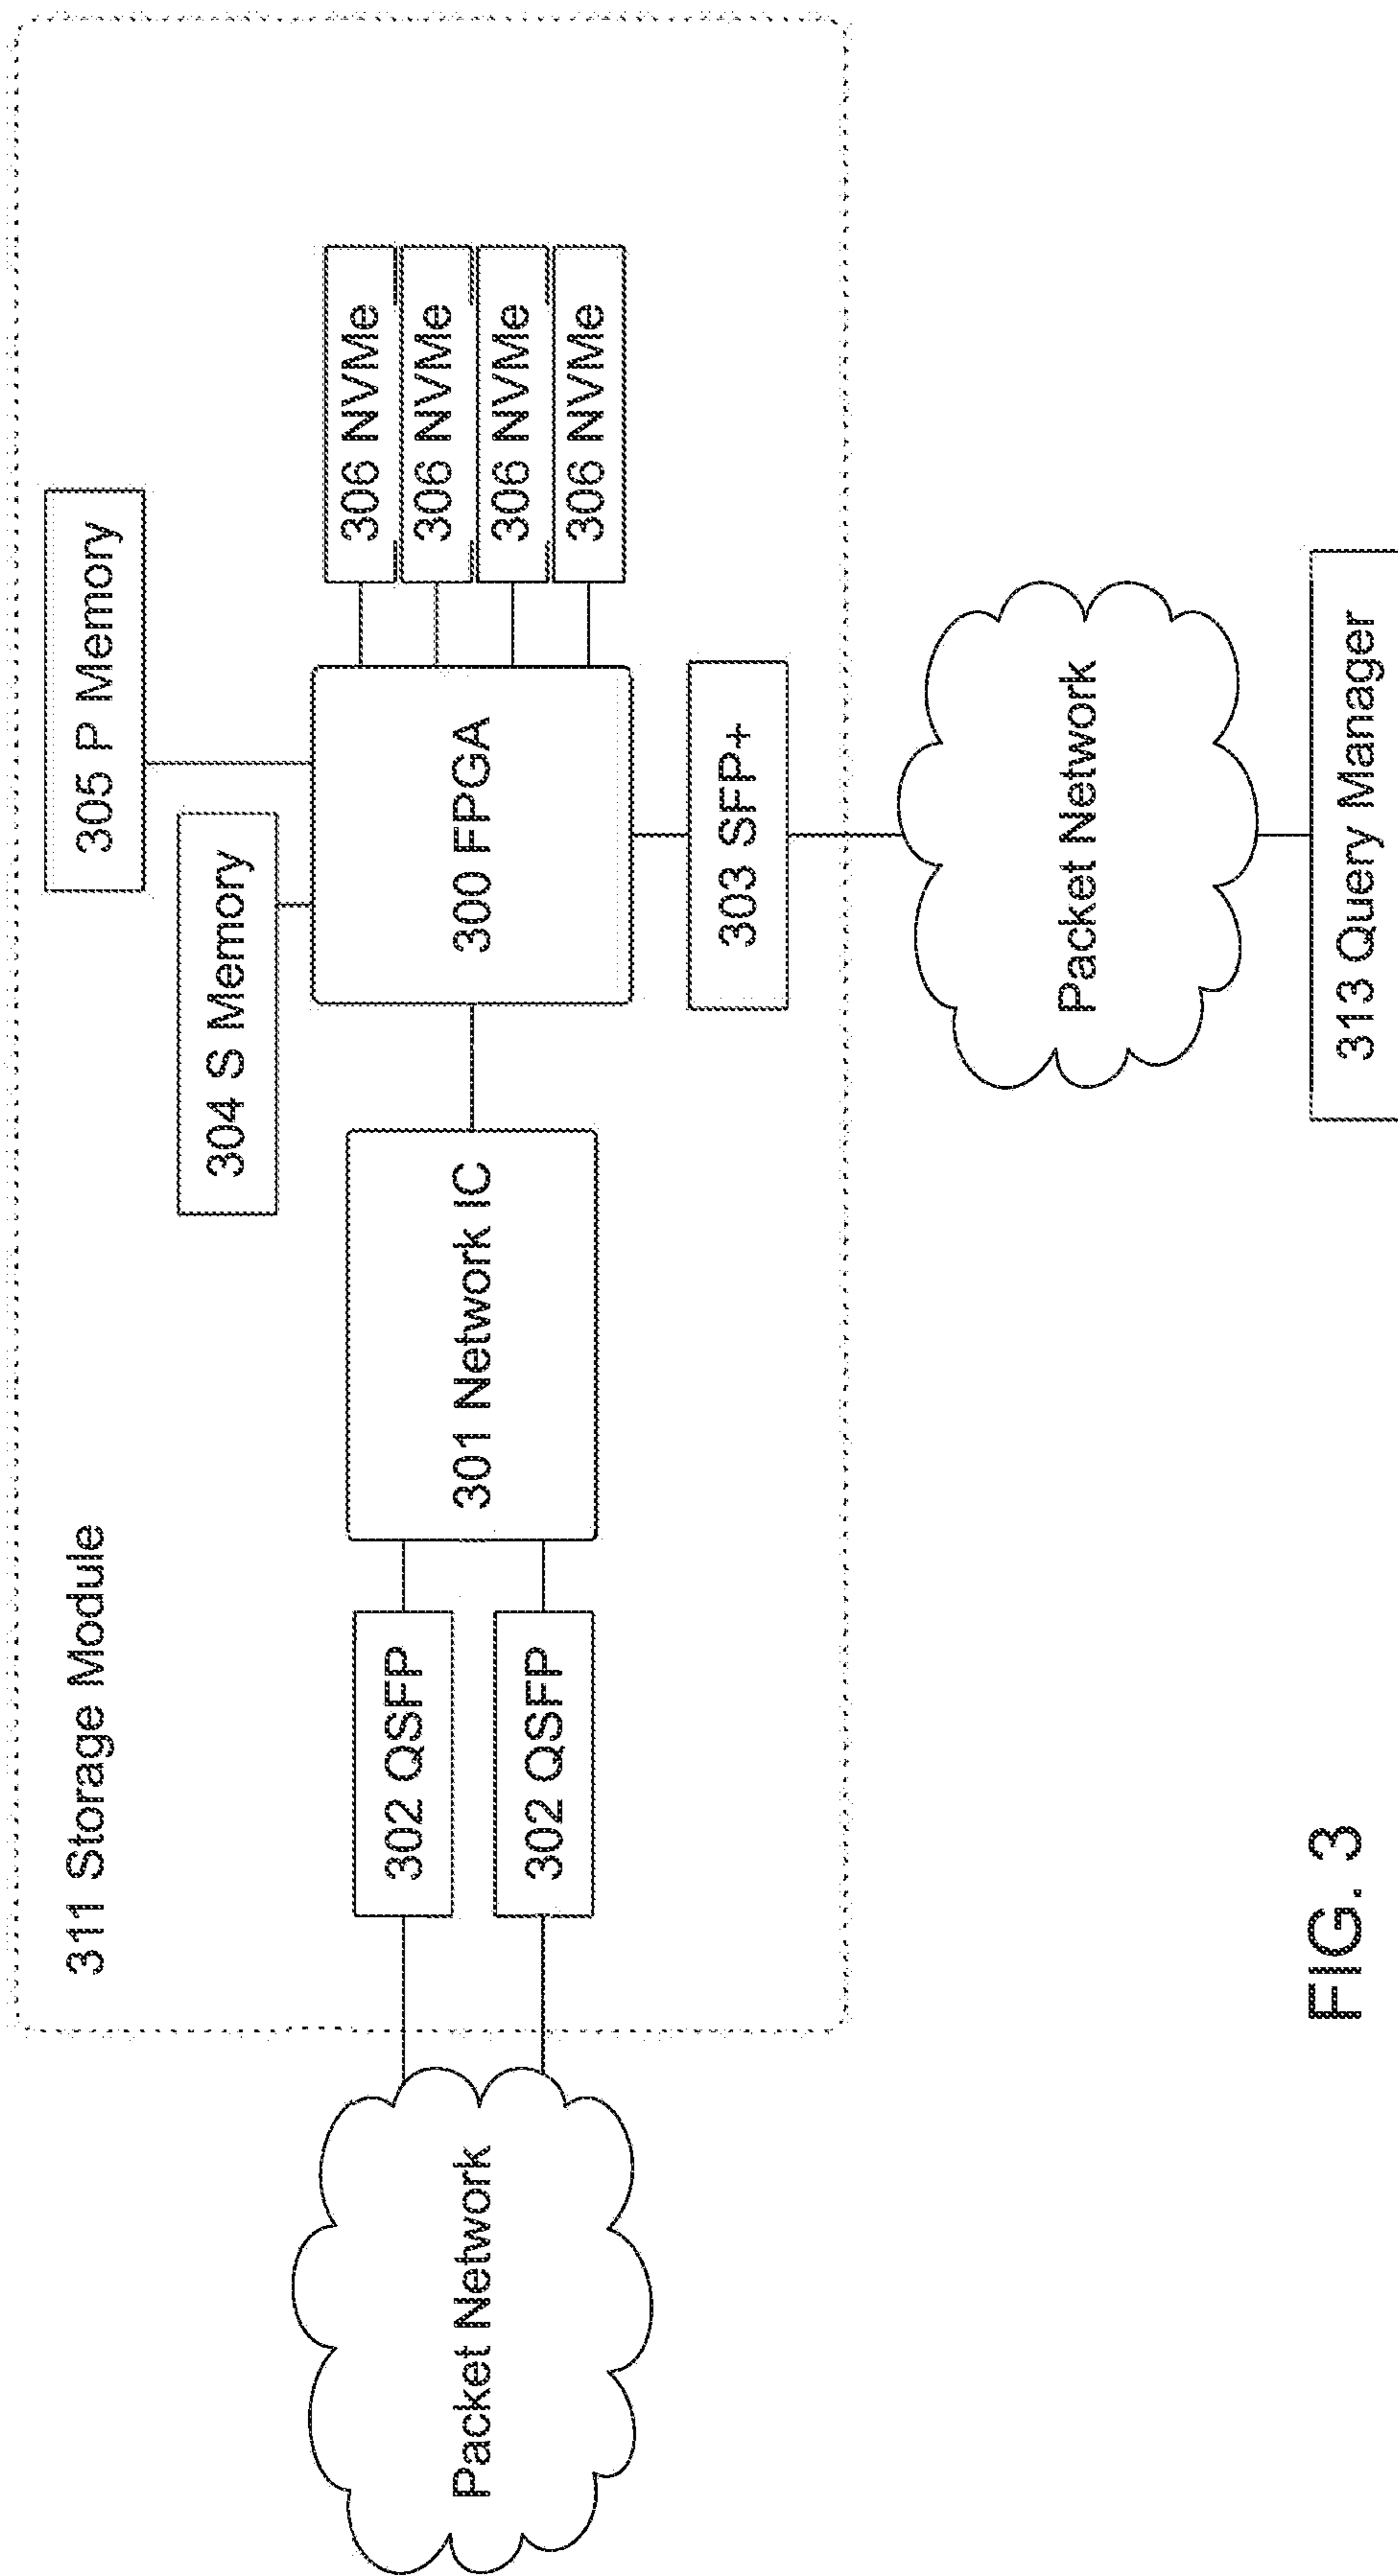 311 Storage Module
305 P Memory
304 S Memory
Packet Network
302 QSFP
302 QSFP
301 Network IC
300 FPGA
306 NVMe
306 NVMe
306 NVMe
306 NVMe
303 SFP+
Packet Network
313 Query Manager
FIG. 3